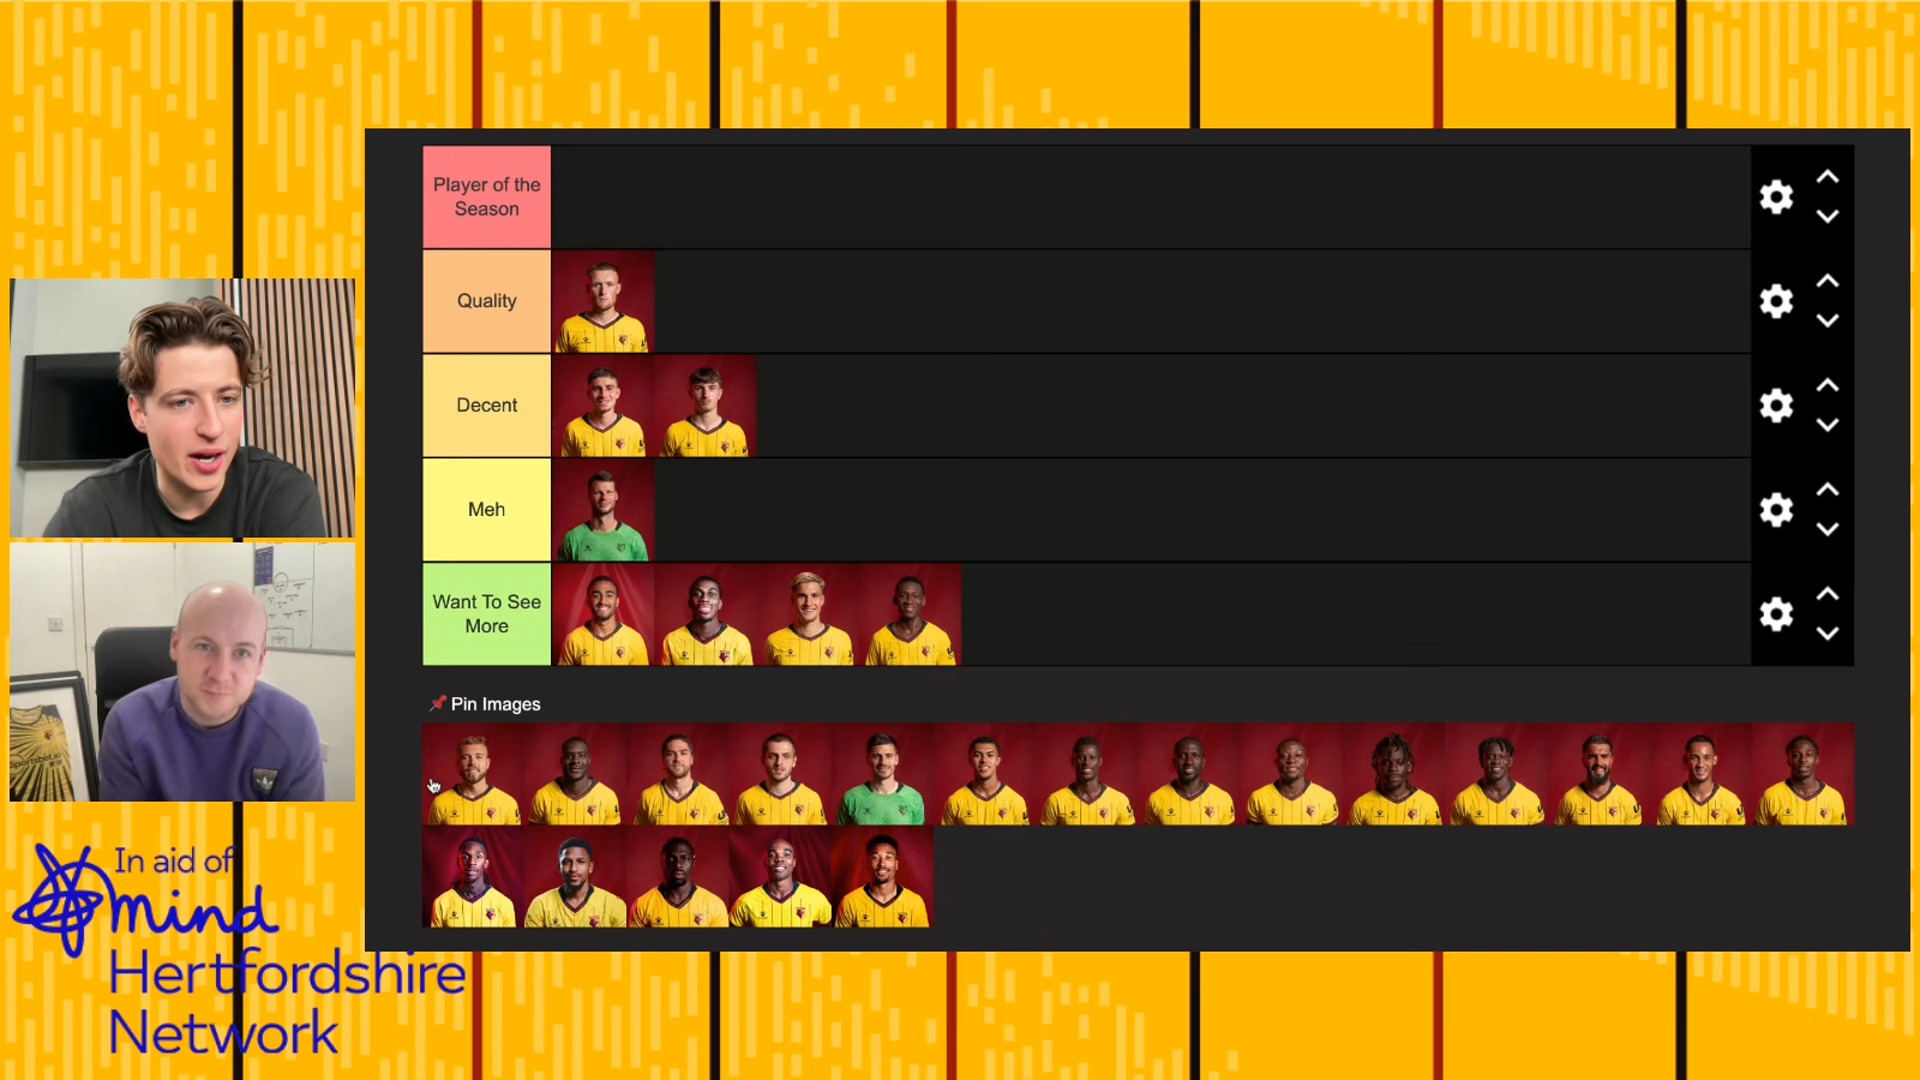 Player of the
Season
Quality
Decent
Meh
Want To See
More
Pin Images
In aid of
mind
Hertfordshire
Network